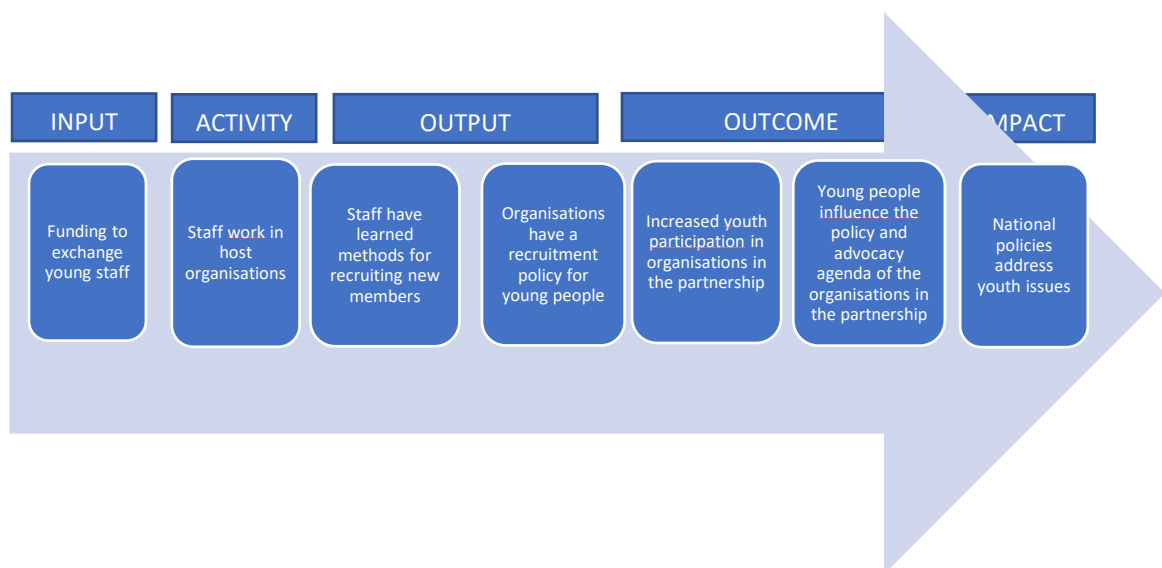 INPUT
ACTIVITY
OUTPUT
OUTCOME
MPACT
Funding to
exchange
young staff
Staff work in
host
organisations
Staff have
learned
methods for
recruiting new
members
Organisations
have a
recruitment
policy for
young people
Increased youth
participation in
organisations in
the partnership
Young people
influence the
policy and
advocacy
agenda of the
organisations in
the partnership
National
policies
address
youth issues